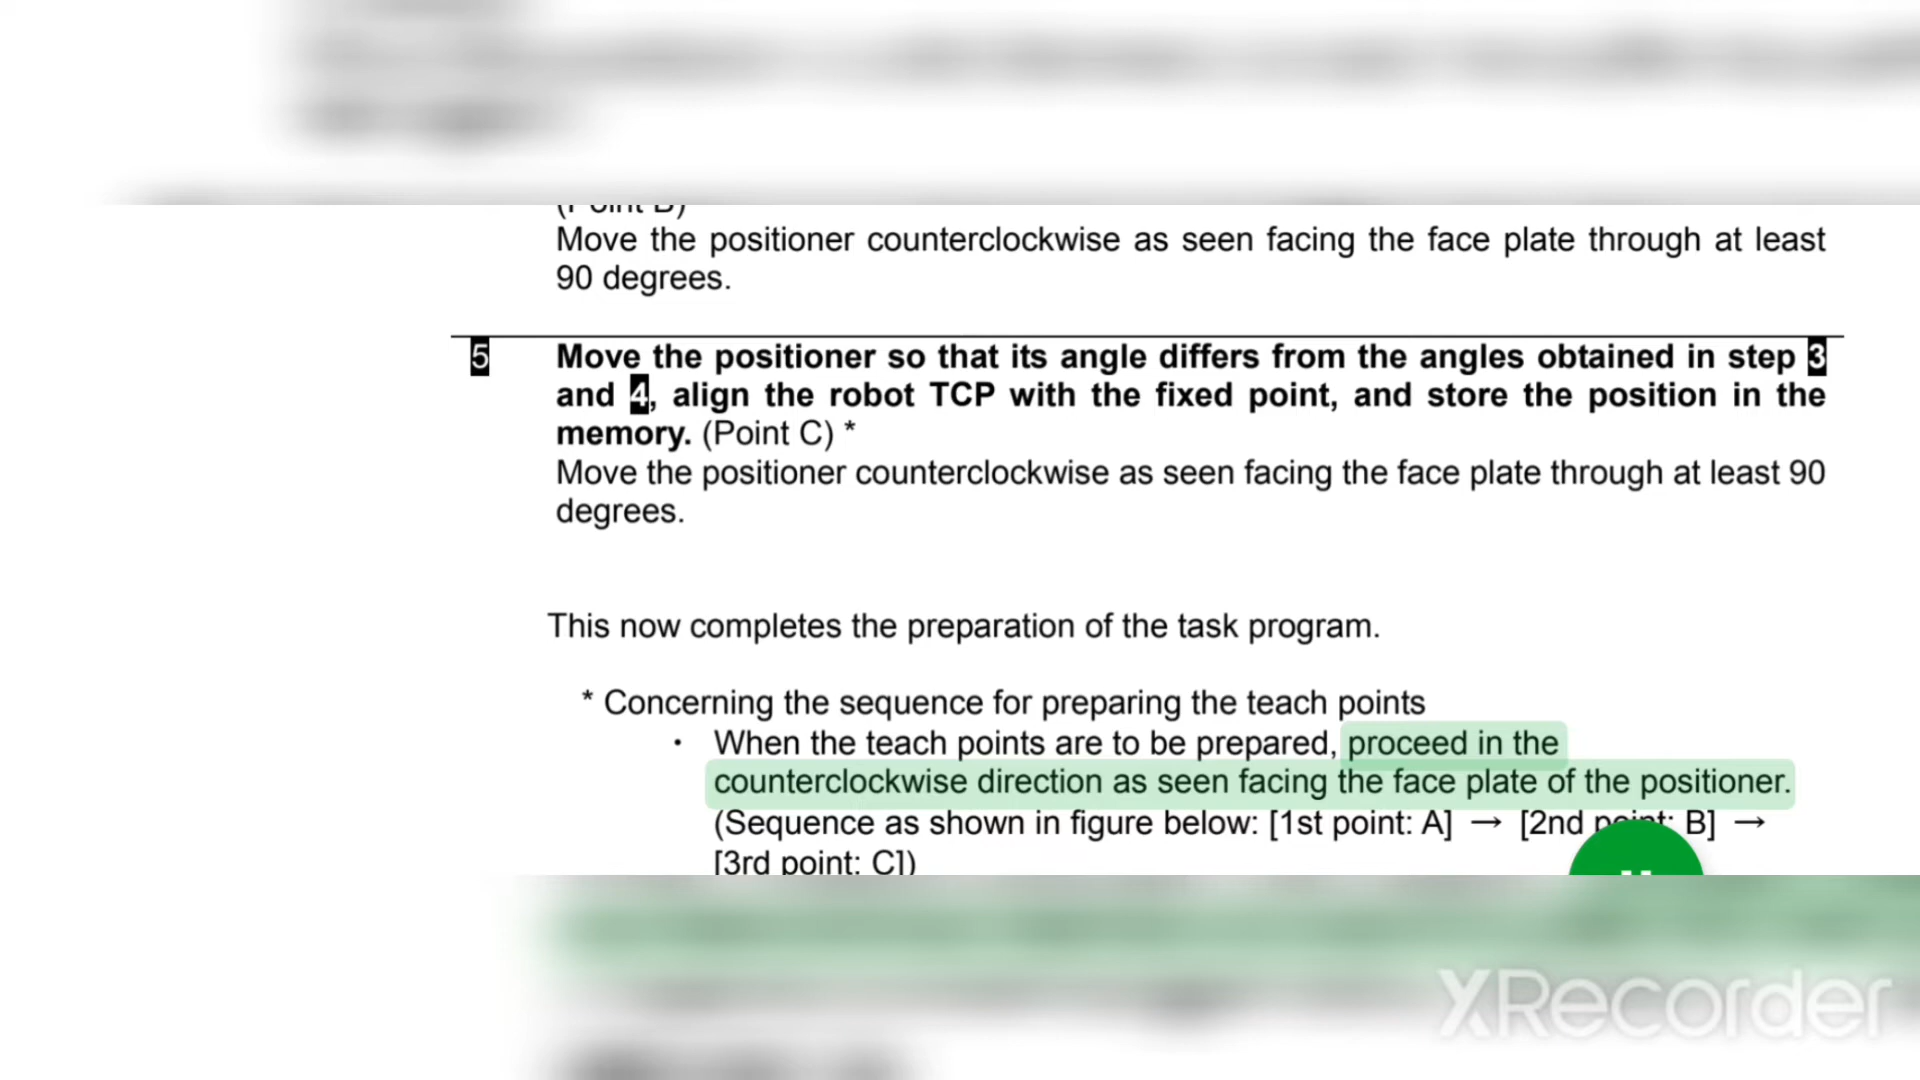 (Point B)
Move the positioner counterclockwise as seen facing the face plate through at least
90 degrees.
5 Move the positioner so that its angle differs from the angles obtained in step 3
and 4, align the robot TCP with the fixed point, and store the position in the
memory. (Point C) *
Move the positioner counterclockwise as seen facing the face plate through at least 90
degrees.
This now completes the preparation of the task program.
* Concerning the sequence for preparing the teach points
・ When the teach points are to be prepared, proceed in the
counterclockwise direction as seen facing the face plate of the positioner.
(Sequence as shown in figure below: [1st point: A] → [2nd point: B] →
[3rd point: C])
XRecorder